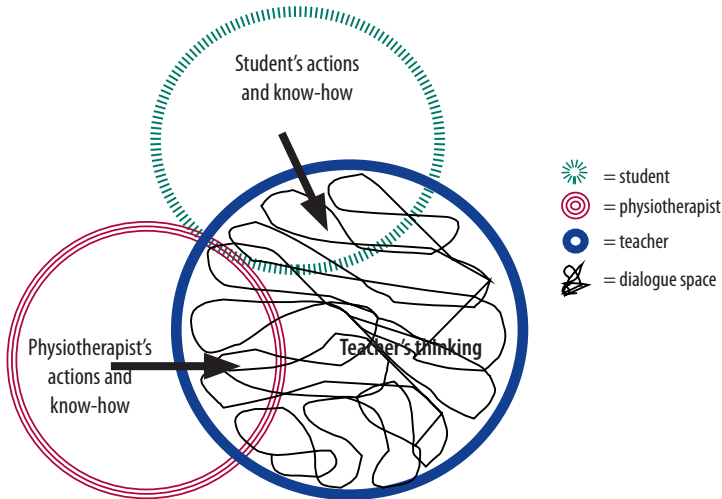 Student's actions
and know-how
= student
= physiotherapist
= teacher
= dialogue space
Physiotherapist's
actions and
know-how
Teacher's thinking